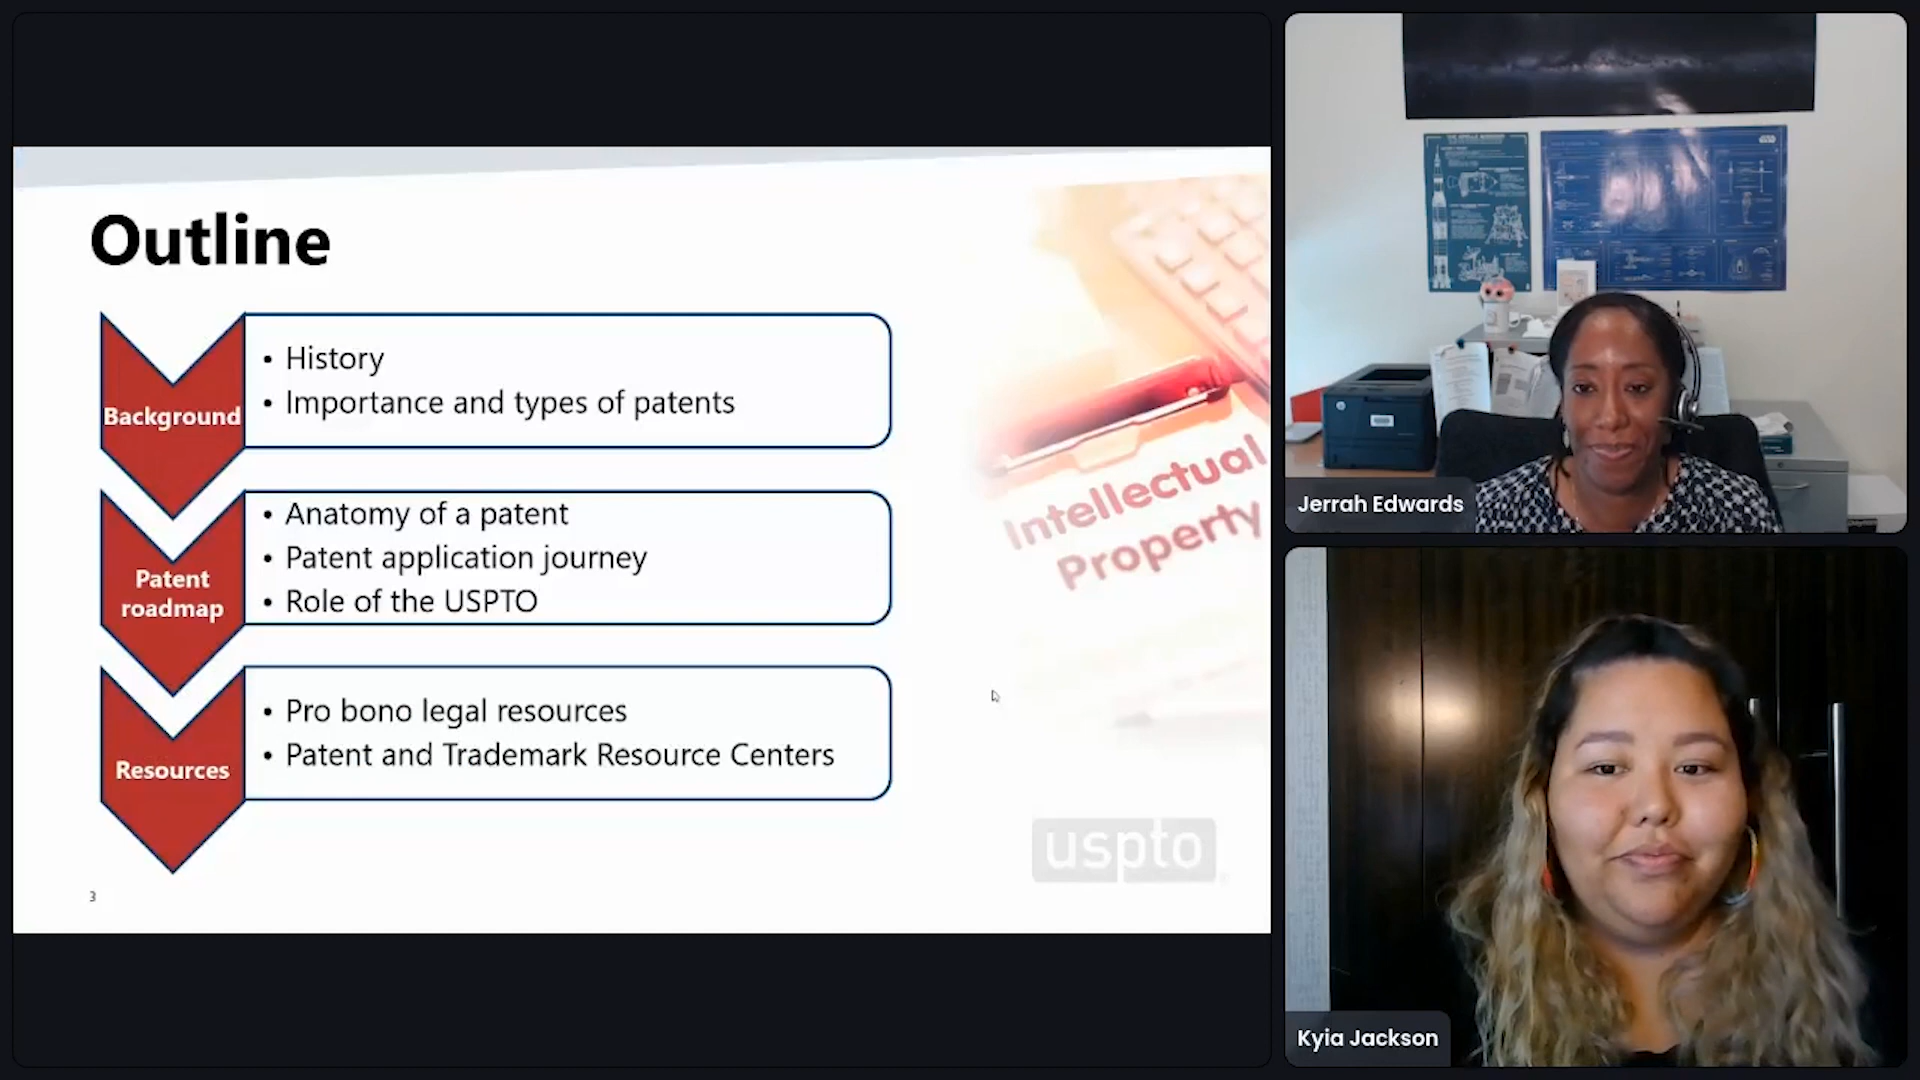 Outline
Background
• History
• Importance and types of patents
Patent
roadmap
• Anatomy of a patent
• Patent application journey
• Role of the USPTO
Resources
• Pro bono legal resources
• Patent and Trademark Resource Centers
Intellectual
Property
uspto
3
Jerrah Edwards
Kyia Jackson